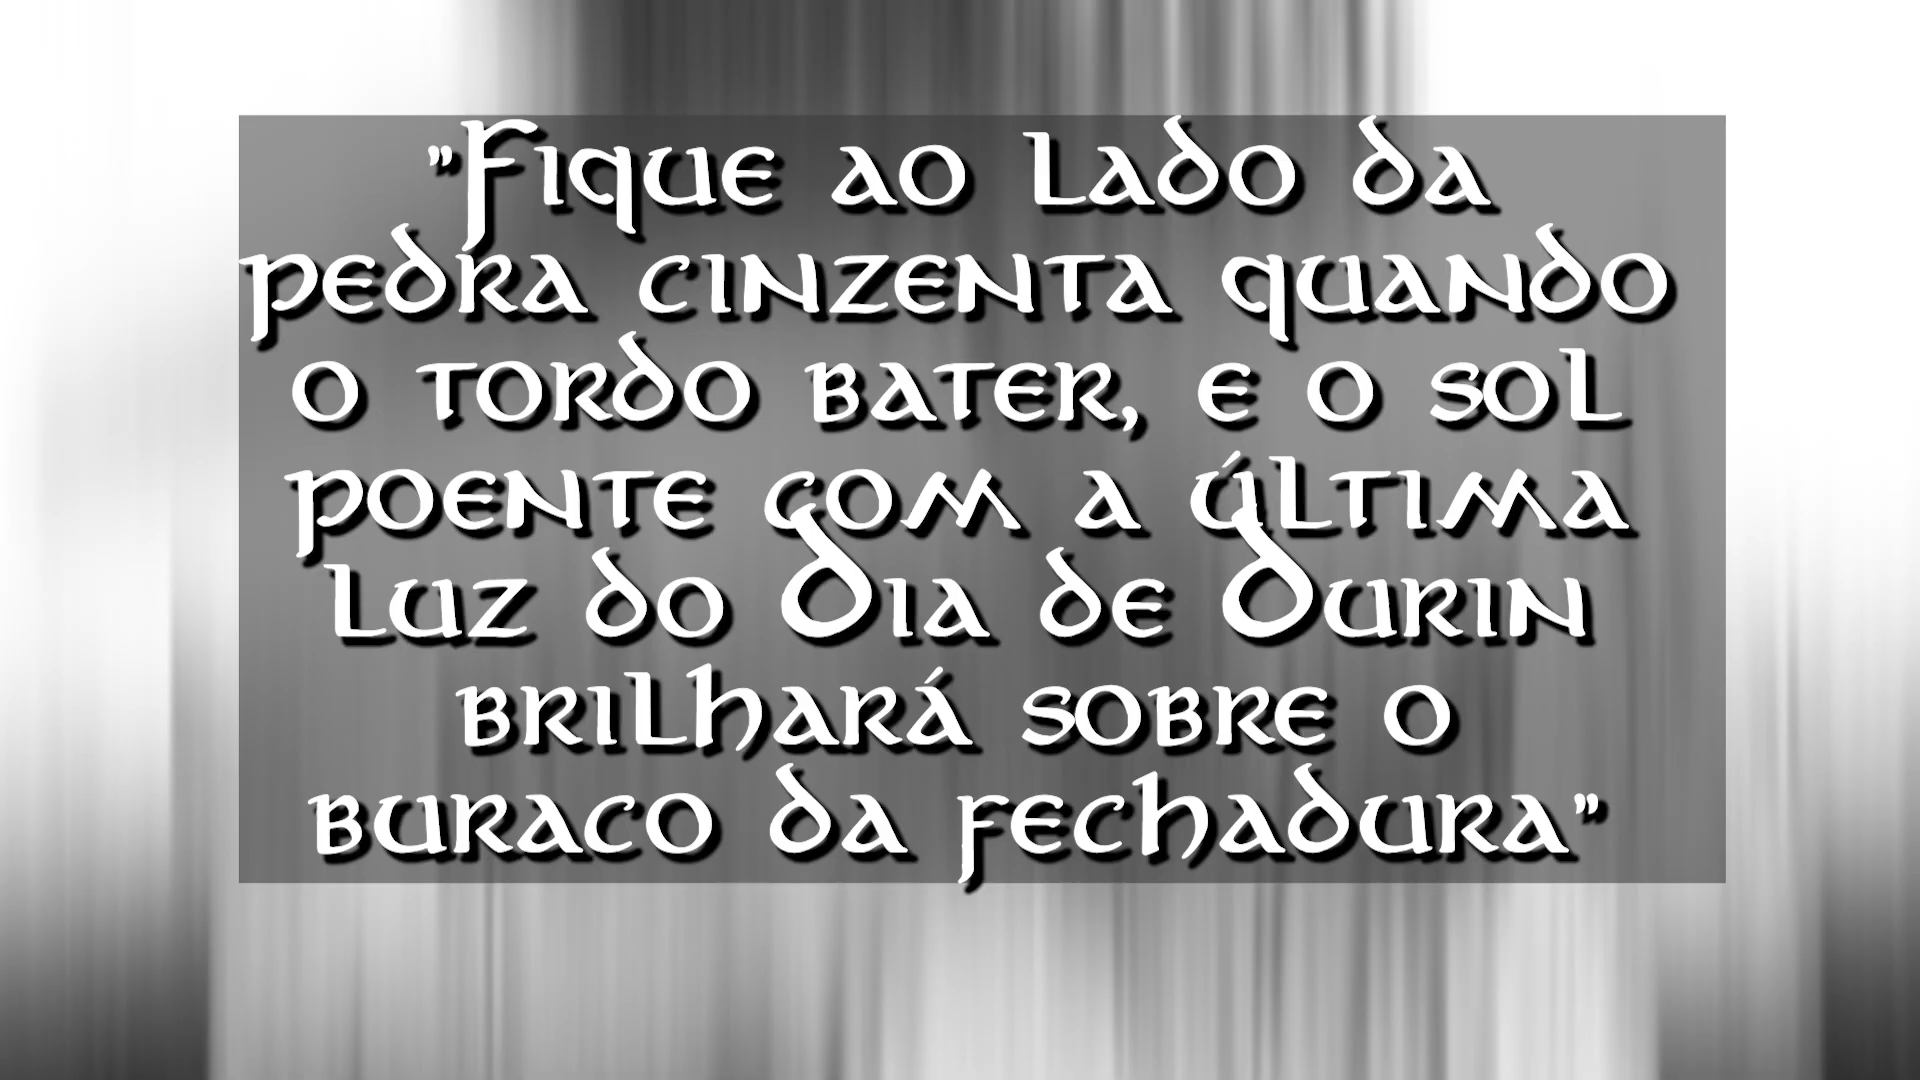 "Fique ao lado da
pedra cinzenta quando
o tordo bater, e o sol
poente com a última
luz do Dia de Durin
brilhará sobre o
buraco da fechadura"